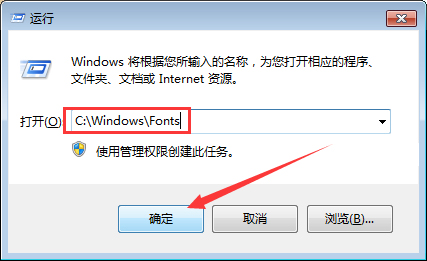 运行
Windows 将根据您所输入的名称，为您打开相应的程序、
文件夹、文档或 Internet 资源。
打开(O): C:\Windows\Fonts
使用管理权限创建此任务。
确定 取消 浏览(B)...